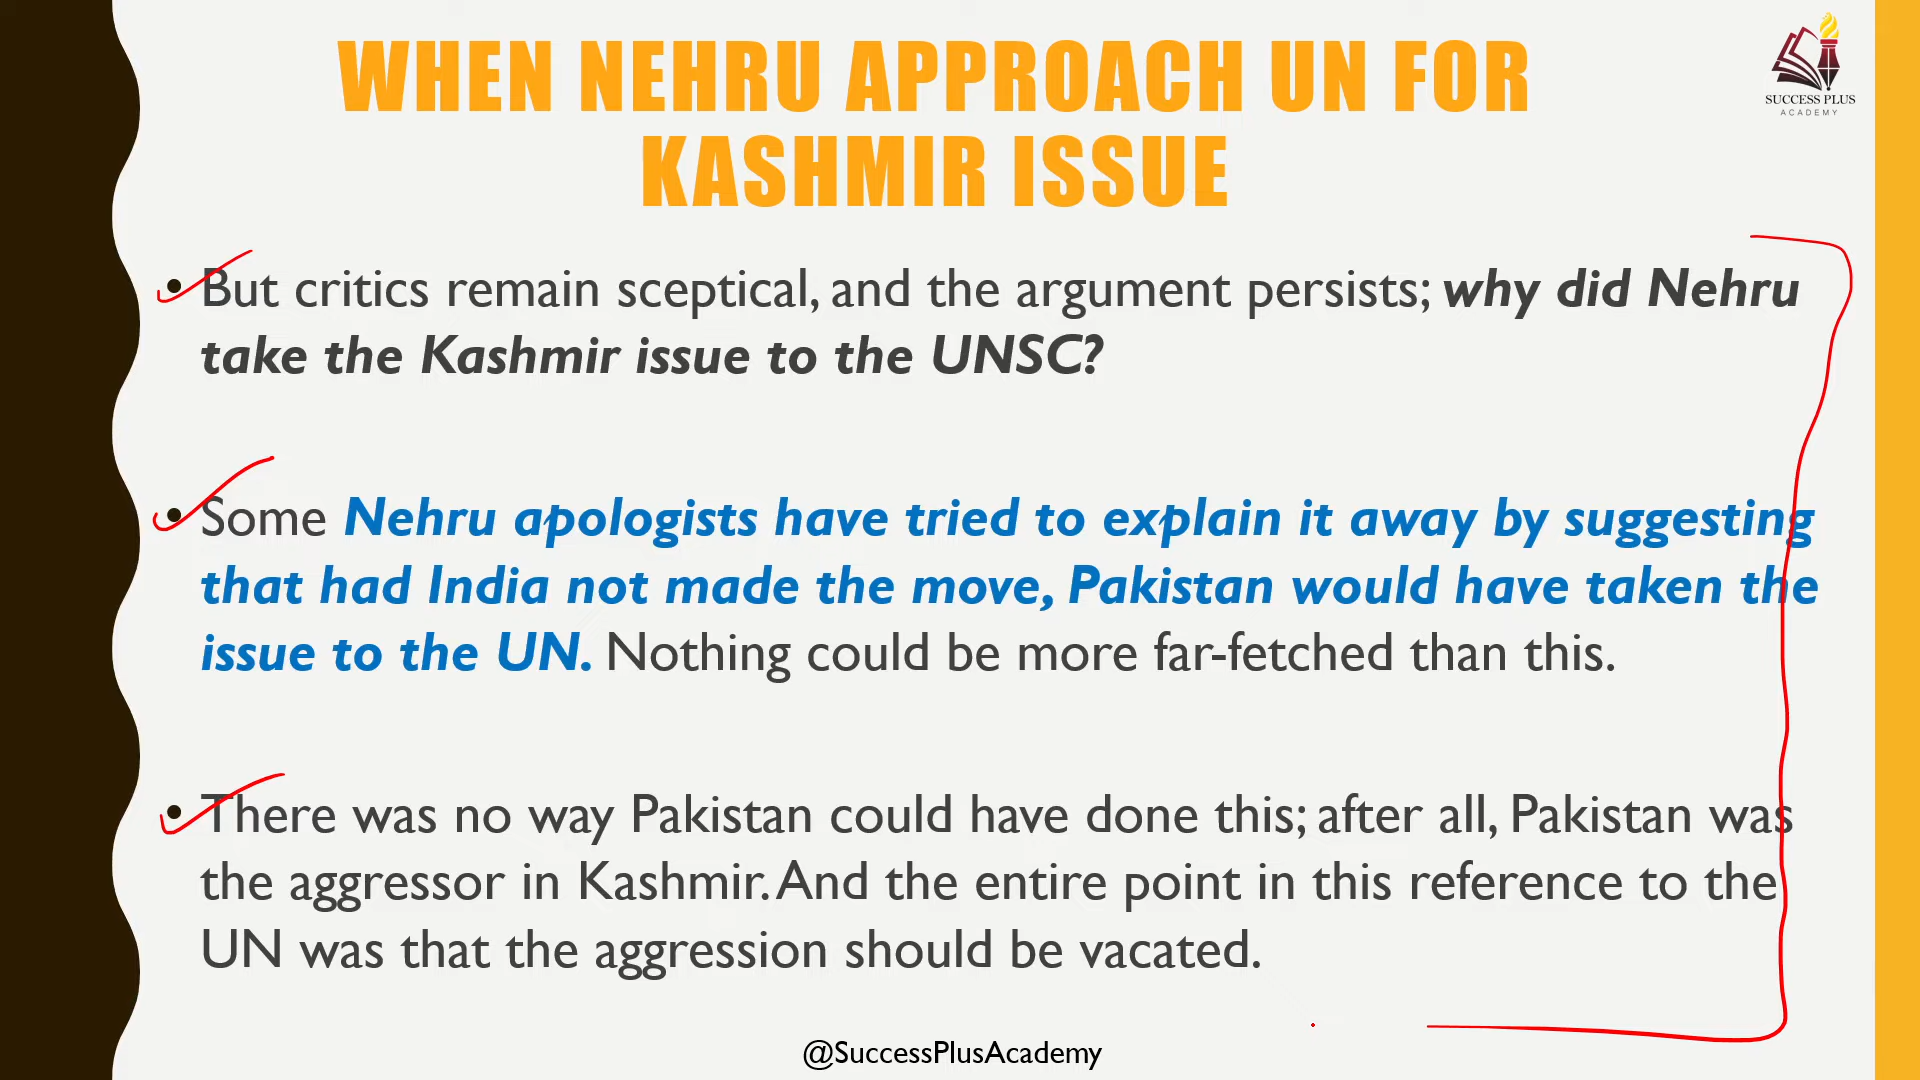 WHEN NEHRU APPROACH UN FOR
KASHMIR ISSUE
SUCCESS PLUS
ACADEMY
• But critics remain sceptical, and the argument persists; why did Nehru
take the Kashmir issue to the UNSC?
• Some Nehru apologists have tried to explain it away by suggesting
that had India not made the move, Pakistan would have taken the
issue to the UN. Nothing could be more far-fetched than this.
• There was no way Pakistan could have done this; after all, Pakistan was
the aggressor in Kashmir. And the entire point in this reference to the
UN was that the aggression should be vacated.
@SuccessPlusAcademy